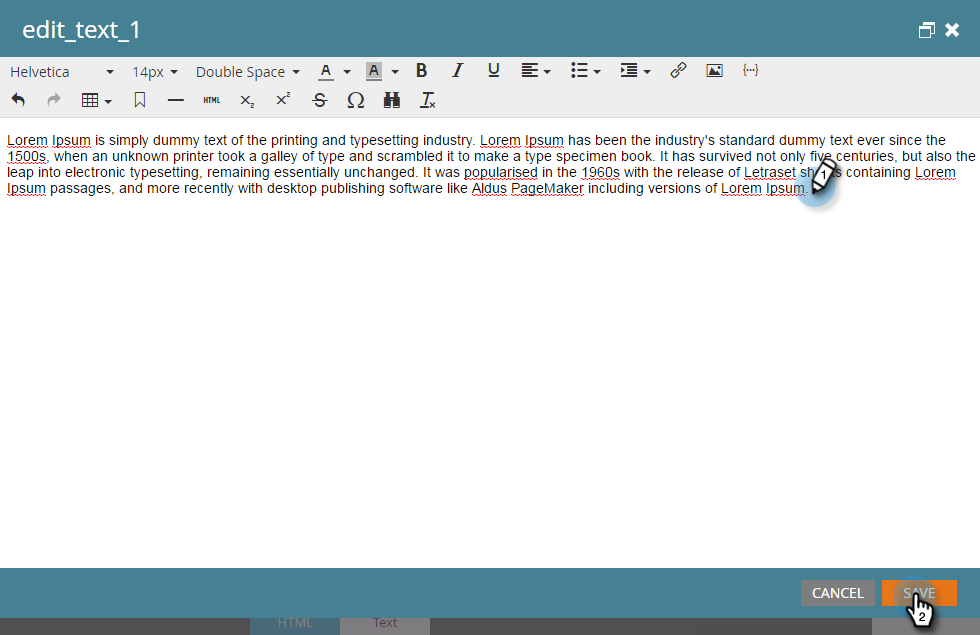 edit_text_1
Helvetica 14px Double Space A A B I U {···}
HTML X₂ X² S Ω Tx
Lorem Ipsum is simply dummy text of the printing and typesetting industry. Lorem Ipsum has been the industry's standard dummy text ever since the
1500s, when an unknown printer took a galley of type and scrambled it to make a type specimen book. It has survived not only five centuries, but also the
leap into electronic typesetting, remaining essentially unchanged. It was popularised in the 1960s with the release of Letraset containing Lorem
Ipsum passages, and more recently with desktop publishing software like Aldus PageMaker including versions of Lorem Ipsum.
1
CANCEL SAVE
2
HTML Text